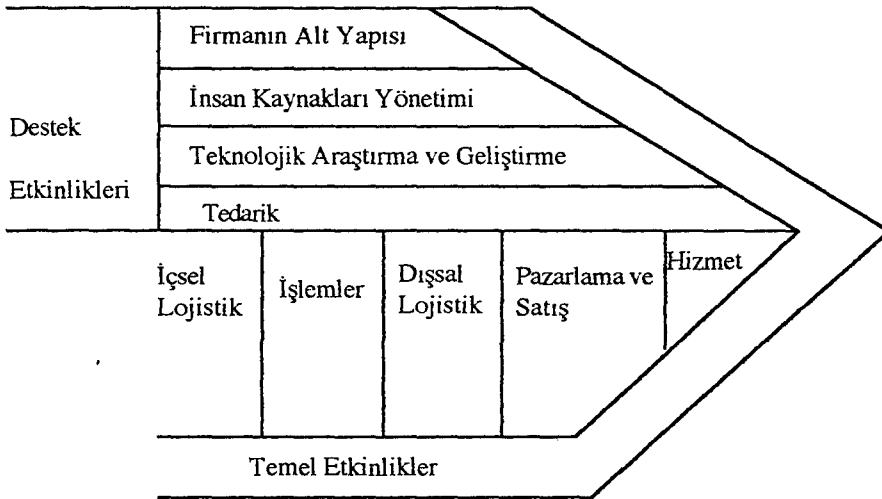 Firmanın Alt Yapısı
İnsan Kaynakları Yönetimi
Destek
Teknolojik Araştırma ve Geliştirme
Etkinlikleri
Tedarik
İçsel
Lojistik
İşlemler
Dışsal
Lojistik
Pazarlama ve
Satış
Hizmet
Temel Etkinlikler